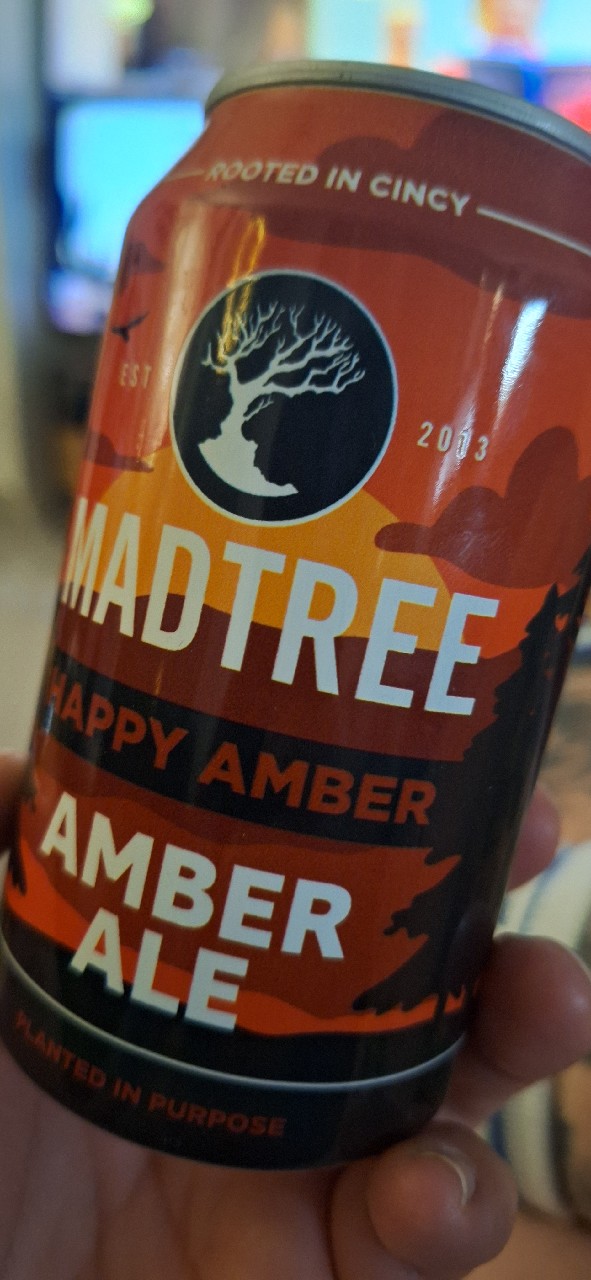 ROOTED IN CINCY
EST 2013
MADTREE
HAPPY AMBER
AMBER
ALE
PLANTED IN PURPOSE